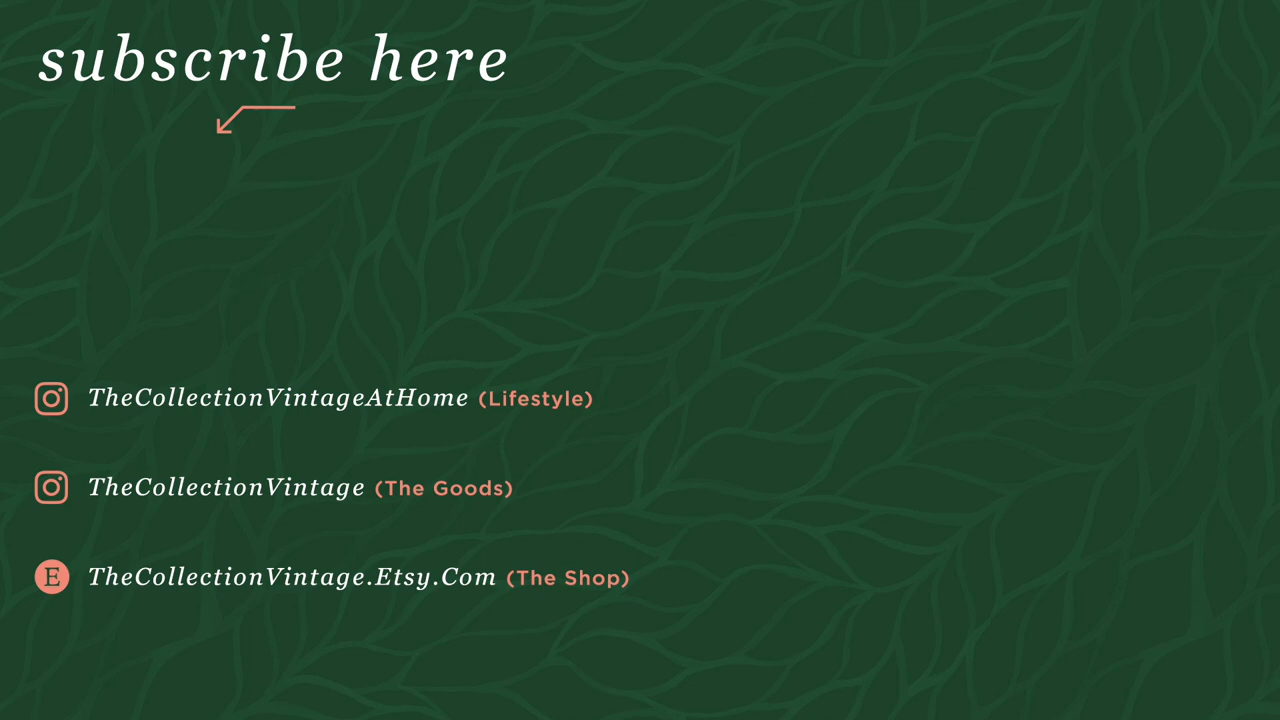 subscribe here
TheCollectionVintageAtHome (Lifestyle)
TheCollectionVintage (The Goods)
E TheCollectionVintage.Etsy.Com (The Shop)